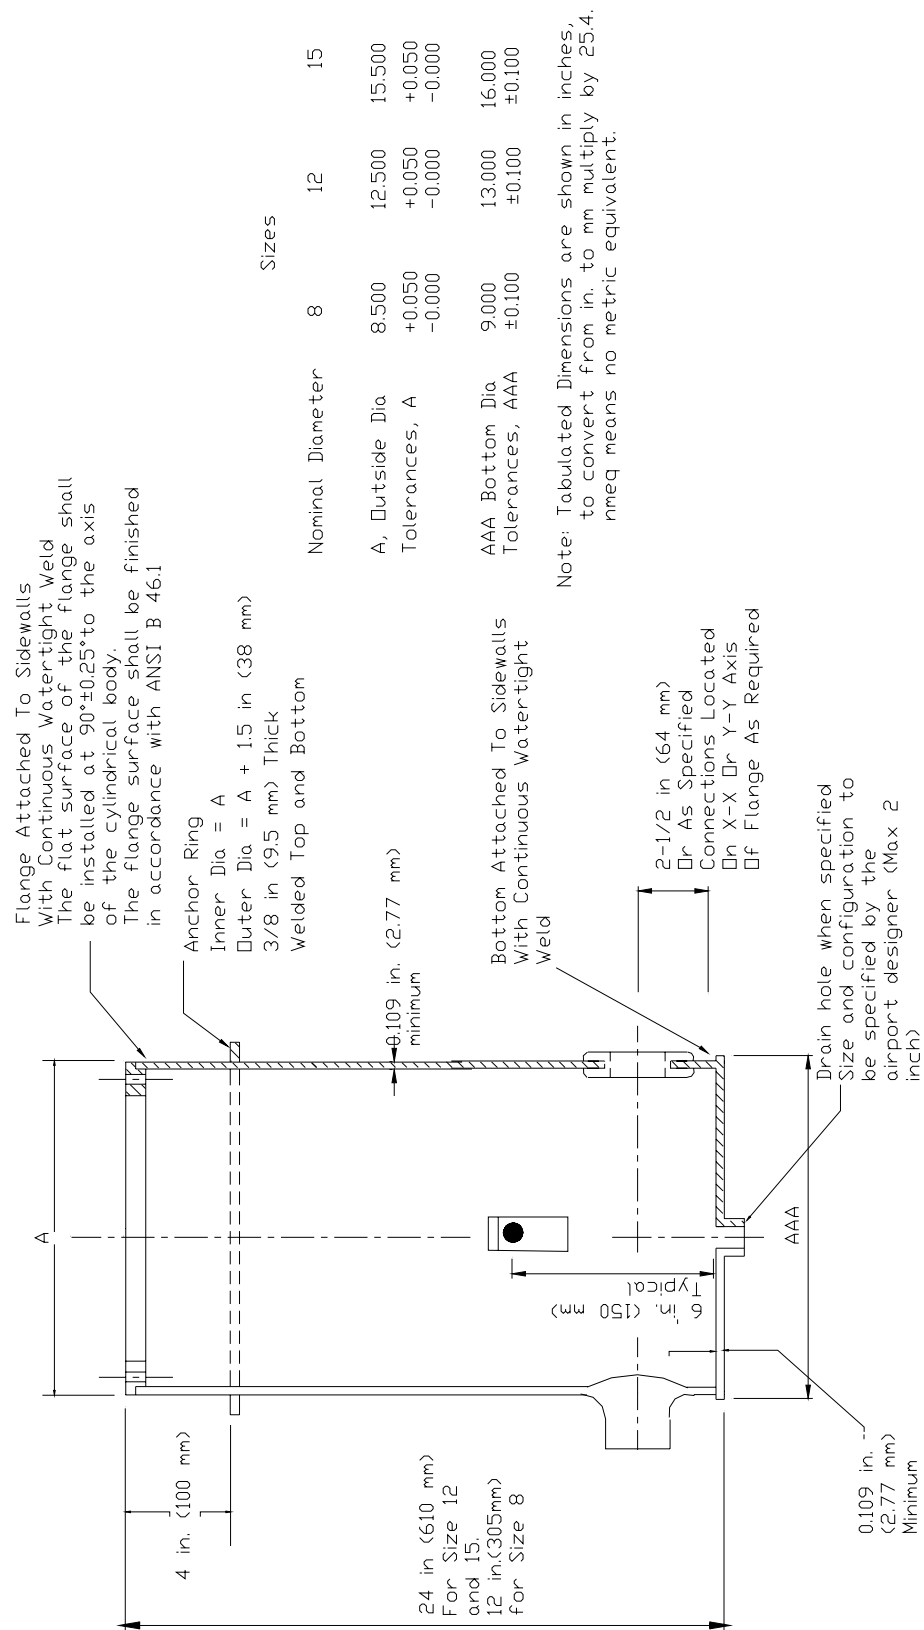 Flange Attached To Sidewalls
With Continuous Watertight Weld
The flat surface of the flange shall
be installed at 90°±0.25°to the axis
of the cylindrical body.
The flange surface shall be finished
in accordance with ANSI B 46.1
Anchor Ring
Inner Dia = A
Outer Dia = A + 1.5 in (38 mm)
3/8 in (9.5 mm) Thick
Welded Top and Bottom
0.109 in. (2.77 mm)
minimum
Bottom Attached To Sidewalls
With Continuous Watertight
Weld
2-1/2 in (64 mm)
Or As Specified
Connections Located
On X-X Or Y-Y Axis
Of Flange As Required
Drain hole when specified
Size and configuration to
be specified by the
airport designer (Max 2
inch)
A
AAA
4 in. (100 mm)
24 in (610 mm)
For Size 12
and 15.
12 in.(305mm)
for Size 8
6 in. (150 mm)
Typical
0.109 in. --
(2.77 mm)
Minimum
Sizes
Nominal Diameter 8 12 15
A, Outside Dia 8.500 12.500 15.500
Tolerances, A +0.050 +0.050 +0.050
-0.000 -0.000 -0.000
AAA Bottom Dia 9.000 13.000 16.000
Tolerances, AAA ±0.100 ±0.100 ±0.100
Note: Tabulated Dimensions are shown in inches,
to convert from in. to mm multiply by 25.4.
nmeq means no metric equivalent.